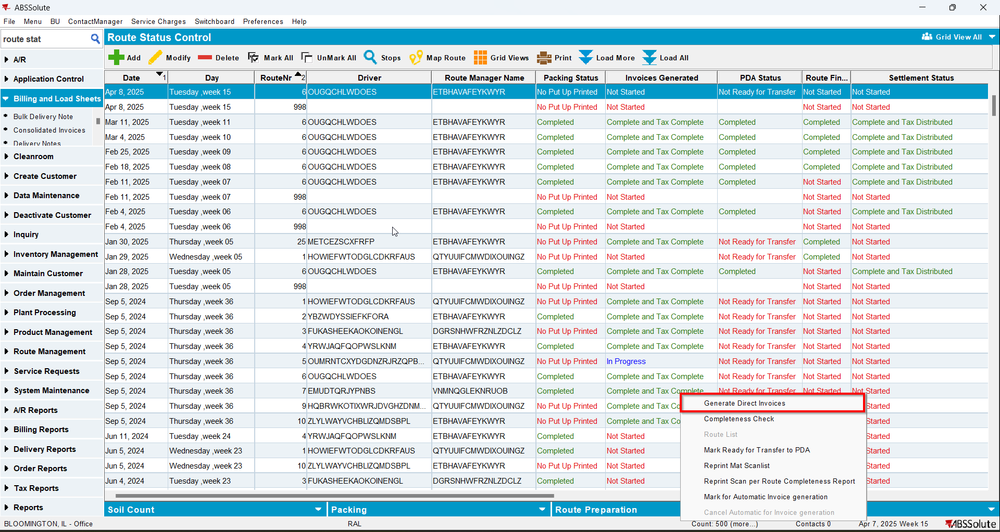 ABSSolute
File Menu BU ContactManager Service Charges Switchboard Preferences Help
route stat
Route Status Control
Grid View All
Add Modify Delete Mark All UnMark All Stops Map Route Grid Views Print Load More Load All
A/R
Application Control
Billing and Load Sheets
Bulk Delivery Note
Consolidated Invoices
Delivery Notes
Cleanroom
Create Customer
Data Maintenance
Deactivate Customer
Inquiry
Inventory Management
Maintain Customer
Order Management
Plant Processing
Product Management
Route Management
Service Requests
System Maintenance
A/R Reports
Billing Reports
Delivery Reports
Order Reports
Tax Reports
Reports
Date 1 Day RouteNr 2 Driver Route Manager Name Packing Status Invoices Generated PDA Status Route Fin... Settlement Status
Apr 8, 2025 Tuesday ,week 15 6 OUGQCHLWDOES ETBHAVAFEYKWYR No Put Up Printed Not Started Not Ready for Transfer Not Started Not Started
Apr 8, 2025 Tuesday ,week 15 998 No Put Up Printed Not Started Not Started Not Started
Mar 11, 2025 Tuesday ,week 11 6 OUGQCHLWDOES ETBHAVAFEYKWYR Completed Complete and Tax Complete Completed Completed Complete and Tax Distributed
Mar 4, 2025 Tuesday ,week 10 6 OUGQCHLWDOES ETBHAVAFEYKWYR Completed Complete and Tax Complete Completed Completed Complete and Tax Distributed
Feb 25, 2025 Tuesday ,week 09 6 OUGQCHLWDOES ETBHAVAFEYKWYR Completed Complete and Tax Complete Completed Completed Complete and Tax Distributed
Feb 18, 2025 Tuesday ,week 08 6 OUGQCHLWDOES ETBHAVAFEYKWYR Completed Complete and Tax Complete Completed Completed Complete and Tax Distributed
Feb 11, 2025 Tuesday ,week 07 6 OUGQCHLWDOES ETBHAVAFEYKWYR Completed Complete and Tax Complete Completed Not Started Complete and Tax Distributed
Feb 11, 2025 Tuesday ,week 07 998 No Put Up Printed Not Started Not Started Not Started
Feb 4, 2025 Tuesday ,week 06 6 OUGQCHLWDOES ETBHAVAFEYKWYR Completed Complete and Tax Complete Completed Not Started Complete and Tax Distributed
Feb 4, 2025 Tuesday ,week 06 998 No Put Up Printed Not Started Not Started Not Started
Jan 30, 2025 Thursday ,week 05 25 METCEZSCXFRFP ETBHAVAFEYKWYR No Put Up Printed Complete and Tax Complete Not Ready for Transfer Completed Not Started
Jan 29, 2025 Wednesday ,week 05 1 HOWIEFWTODGLCDKRFAUS QTYUUIFCMWDIXOUINGZ No Put Up Printed Not Started Not Ready for Transfer Completed Not Started
Jan 28, 2025 Tuesday ,week 05 6 OUGQCHLWDOES ETBHAVAFEYKWYR Completed Complete and Tax Complete Completed Not Started Complete and Tax Distributed
Jan 28, 2025 Tuesday ,week 05 998 No Put Up Printed Not Started Not Started Not Started
Sep 5, 2024 Thursday ,week 36 1 HOWIEFWTODGLCDKRFAUS QTYUUIFCMWDIXOUINGZ No Put Up Printed Complete and Tax Complete Not Ready for Transfer Not Started Not Started
Sep 5, 2024 Thursday ,week 36 2 YBZWDYSSIEFKFORA ETBHAVAFEYKWYR Completed Complete and Tax Complete Not Ready for Transfer Not Started Not Started
Sep 5, 2024 Thursday ,week 36 3 FUKASHEEKAOKOINENGL DGRSNHWFRZNLZDCLZ No Put Up Printed Complete and Tax Complete Not Ready for Transfer Not Started Not Started
Sep 5, 2024 Thursday ,week 36 4 YRWJAQFQOPWSLKNM ETBHAVAFEYKWYR Completed Complete and Tax Complete Not Ready for Transfer Not Started Not Started
Sep 5, 2024 Thursday ,week 36 5 OUMRNTCXYDGDNZRJRZQPB... QTYUUIFCMWDIXOUINGZ No Put Up Printed In Progress Not Ready for Transfer Not Started Not Started
Sep 5, 2024 Thursday ,week 36 6 OUGQCHLWDOES ETBHAVAFEYKWYR Completed Complete and Tax Complete Not Ready for Transfer Not Started Not Started
Sep 5, 2024 Thursday ,week 36 7 EMUDTQRJYPNBS VNMNQGLEKNRUOB Completed Complete and Tax Complete Not Ready for Transfer Not Started Not Started
Sep 5, 2024 Thursday ,week 36 9 HQBRWKOTIXWRJDVGHZDNM... QTYUUIFCMWDIXOUINGZ No Put Up Printed Complete and Tax Co Started
Sep 5, 2024 Thursday ,week 36 10 ZLYLWAYVCHBLIZQMDSBPL ETBHAVAFEYKWYR No Put Up Printed Complete and Tax Co Started
Jun 11, 2024 Tuesday ,week 24 4 YRWJAQFQOPWSLKNM ETBHAVAFEYKWYR Completed Not Started Started
Jun 5, 2024 Wednesday ,week 23 1 HOWIEFWTODGLCDKRFAUS QTYUUIFCMWDIXOUINGZ Completed Not Started Started
Jun 5, 2024 Wednesday ,week 23 10 ZLYLWAYVCHBLIZQMDSBPL ETBHAVAFEYKWYR No Put Up Printed Not Started Started
Jun 4, 2024 Tuesday ,week 23 3 FUKASHEEKAOKOINENGL DGRSNHWFRZNLZDCLZ Completed Not Started Started
Generate Direct Invoices
Completeness Check
Route List
Mark Ready for Transfer to PDA
Reprint Mat Scanlist
Reprint Scan per Route Completeness Report
Mark for Automatic Invoice generation
Cancel Automatic for Invoice generation
Soil Count Packing Route Preparation
BLOOMINGTON, IL - Office RAL Count: 500 (more...) Contacts 0 Apr 7, 2025 Week 15 ABSSolute